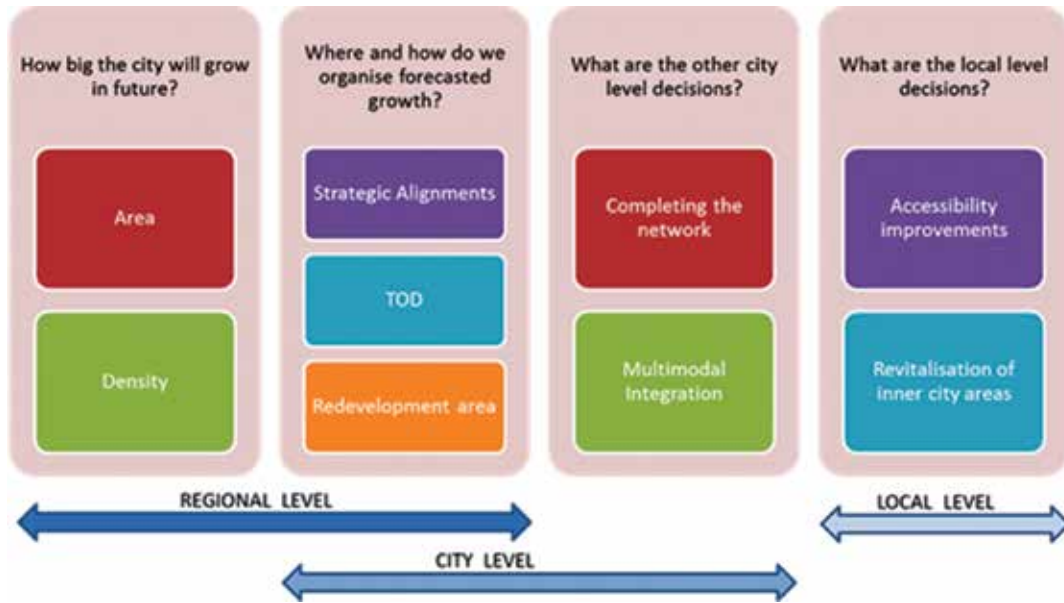 How big the city will grow
in future?
Area
Density
Where and how do we
organise forecasted
growth?
Strategic Alignments
TOD
Redevelopment area
What are the other city
level decisions?
Completing the
network
Multimodal
Integration
What are the local level
decisions?
Accessibility
improvements
Revitalisation of
inner city areas
REGIONAL LEVEL
LOCAL LEVEL
CITY LEVEL